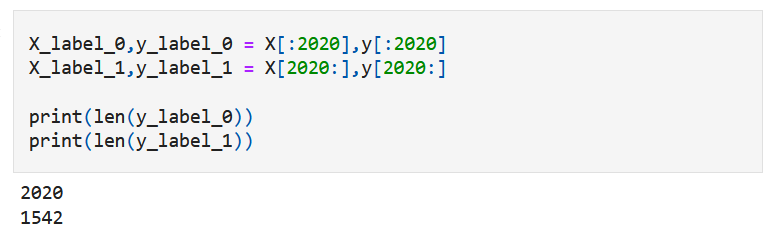 X_label_0,y_label_0 = X[:2020],y[:2020]
X_label_1,y_label_1 = X[2020:],y[2020:]
print(len(y_label_0))
print(len(y_label_1))
2020
1542